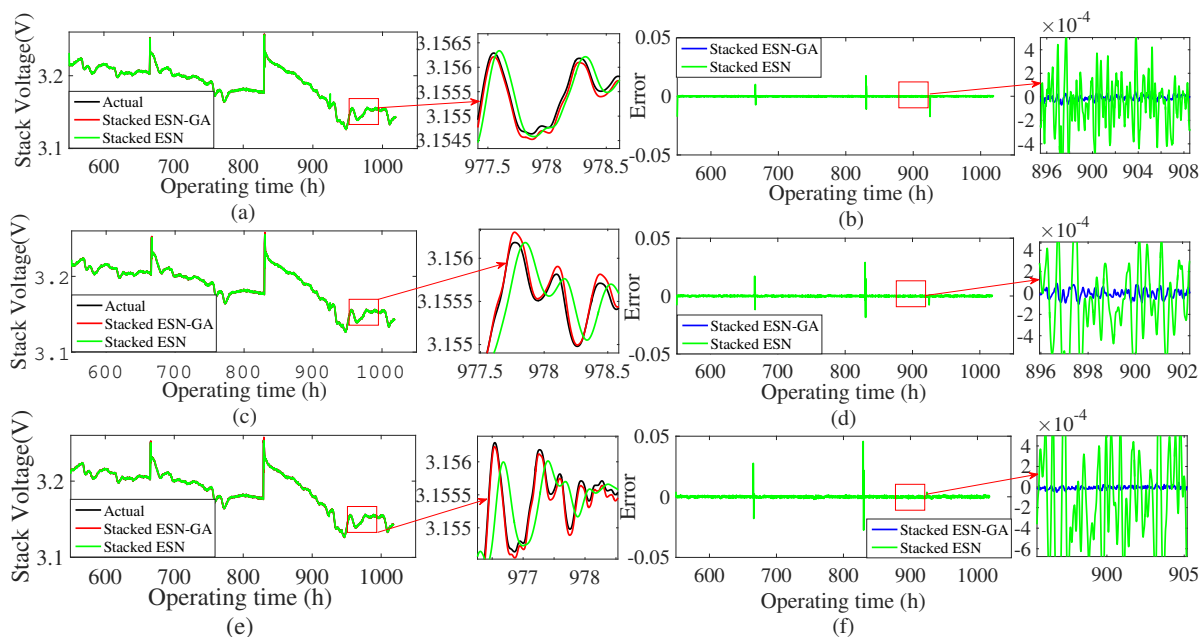 Stack Voltage(V)
3.2
3.1
Actual
Stacked ESN-GA
Stacked ESN
600 700 800 900 1000
Operating time (h)
(a)
3.1565
3.156
3.1555
3.155
3.1545
977.5 978 978.5
Error
0.05
0
-0.05
Stacked ESN-GA
Stacked ESN
600 700 800 900 1000
Operating time (h)
(b)
×10-4
4
2
0
-2
-4
896 900 904 908
Stack Voltage(V)
3.2
3.1
Actual
Stacked ESN-GA
Stacked ESN
600 700 800 900 1000
Operating time (h)
(c)
3.156
3.1555
3.155
977.5 978 978.5
Error
0.05
0
-0.05
Stacked ESN-GA
Stacked ESN
600 700 800 900 1000
Operating time (h)
(d)
×10-4
4
2
0
-2
-4
896 898 900 902
Stack Voltage(V)
3.2
3.1
Actual
Stacked ESN-GA
Stacked ESN
600 700 800 900 1000
Operating time (h)
(e)
3.156
3.1555
3.155
977 978
Error
0.05
0
-0.05
Stacked ESN-GA
Stacked ESN
600 700 800 900 1000
Operating time (h)
(f)
×10-4
4
2
0
-2
-4
-6
900 905